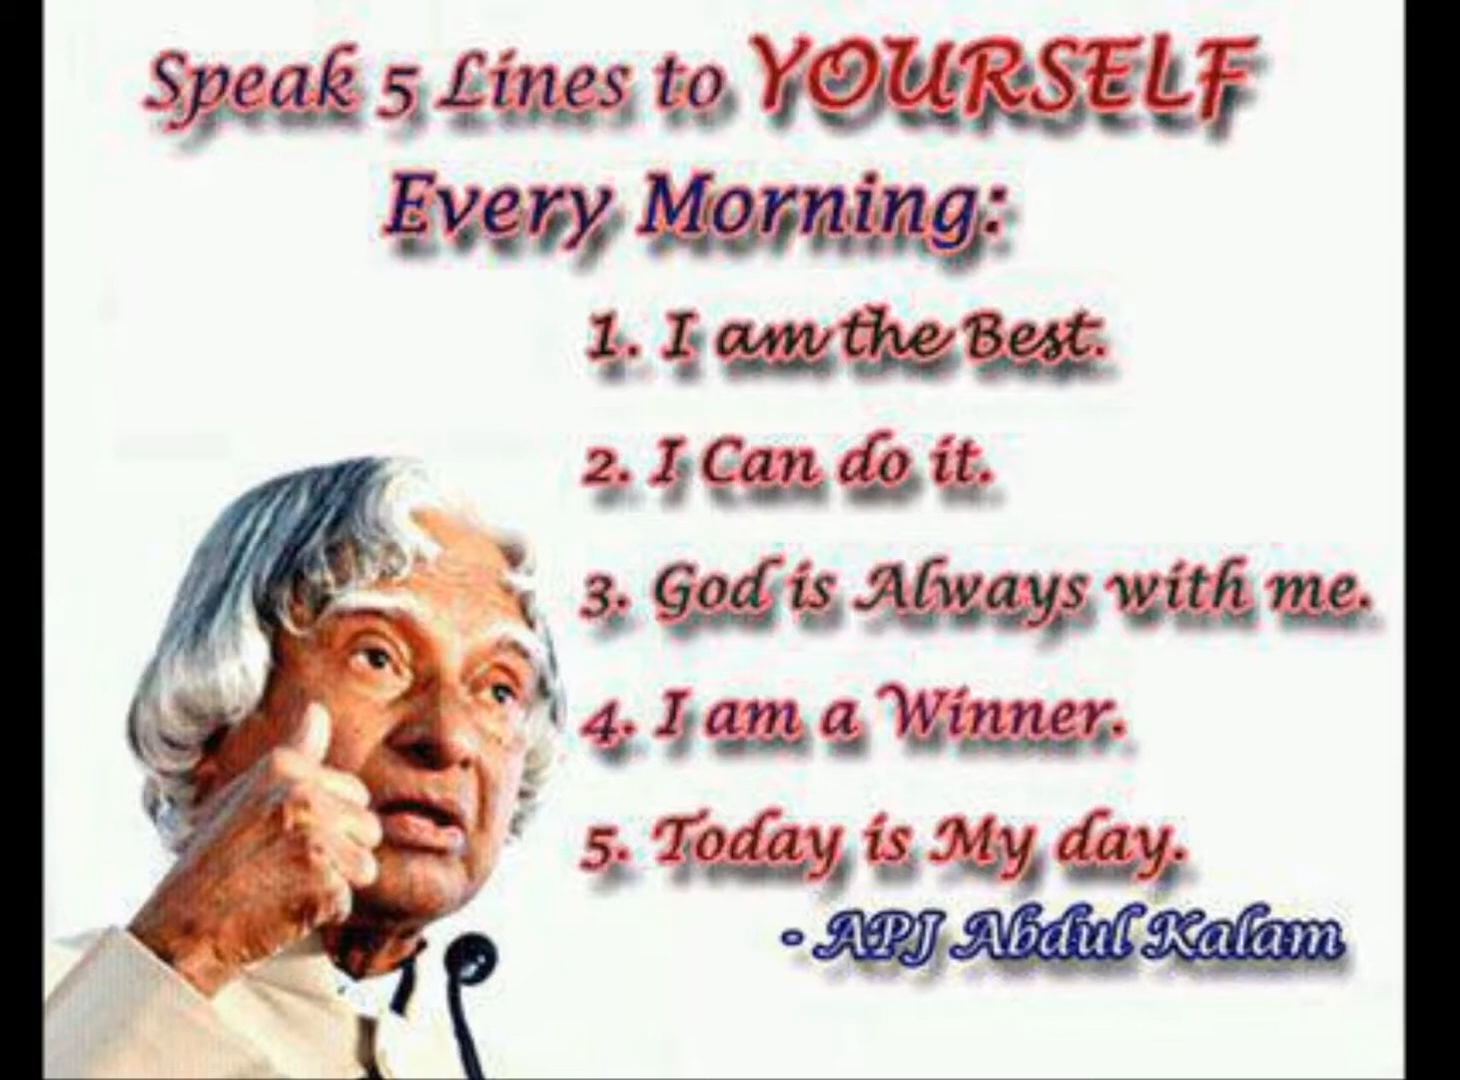 Speak 5 Lines to YOURSELF
Every Morning:
1. I am the Best.
2. I Can do it.
3. God is Always with me.
4. I am a Winner.
5. Today is My day.
- APJ Abdul Kalam